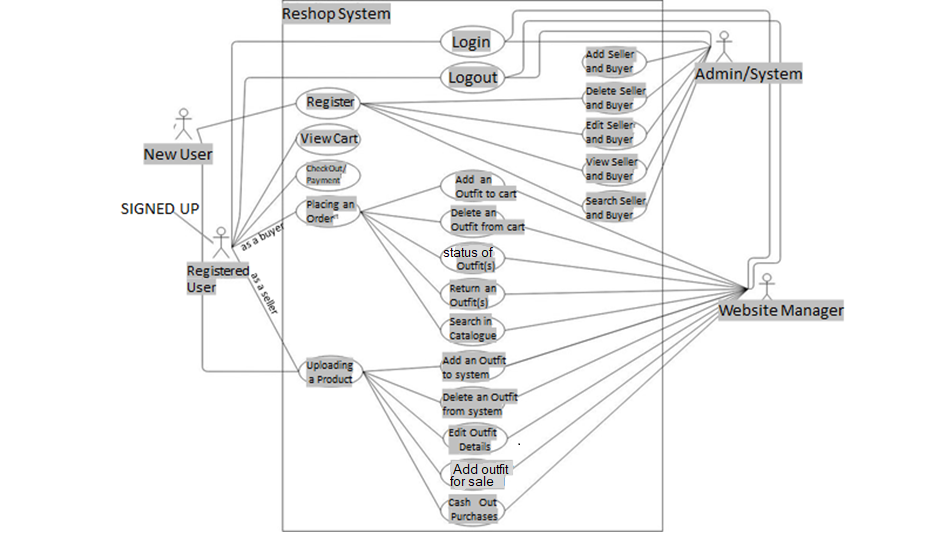 Reshop System
Login
Logout
Add Seller
and Buyer
Admin/System
Delete Seller
and Buyer
Register
Edit Seller
and Buyer
New User
View Cart
View Seller
and Buyer
CheckOut/
Payment
Add an
Outfit to cart
Search Seller
and Buyer
SIGNED UP
Placing an
Order
Delete an
Outfit from cart
as a buyer
status of
Outfit(s)
Registered
User
as a seller
Return an
Outfit(s)
Website Manager
Search in
Catalogue
Uploading
a Product
Add an Outfit
to system
Delete an Outfit
from system
Edit Outfit
Details
.
Add outfit
for sale
Cash Out
Purchases